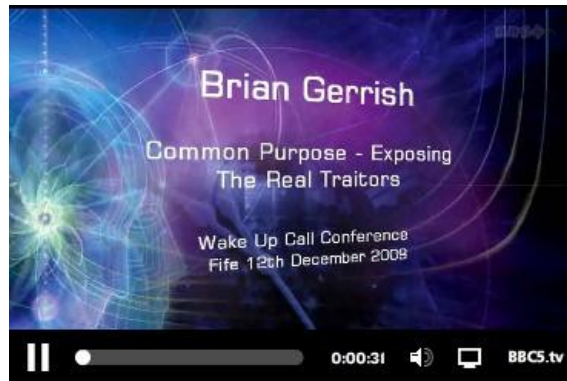 Brian Gerrish
Common Purpose - Exposing
The Real Traitors
Wake Up Call Conference
Fife 12th December 2009
0:00:31
BBC5.tv